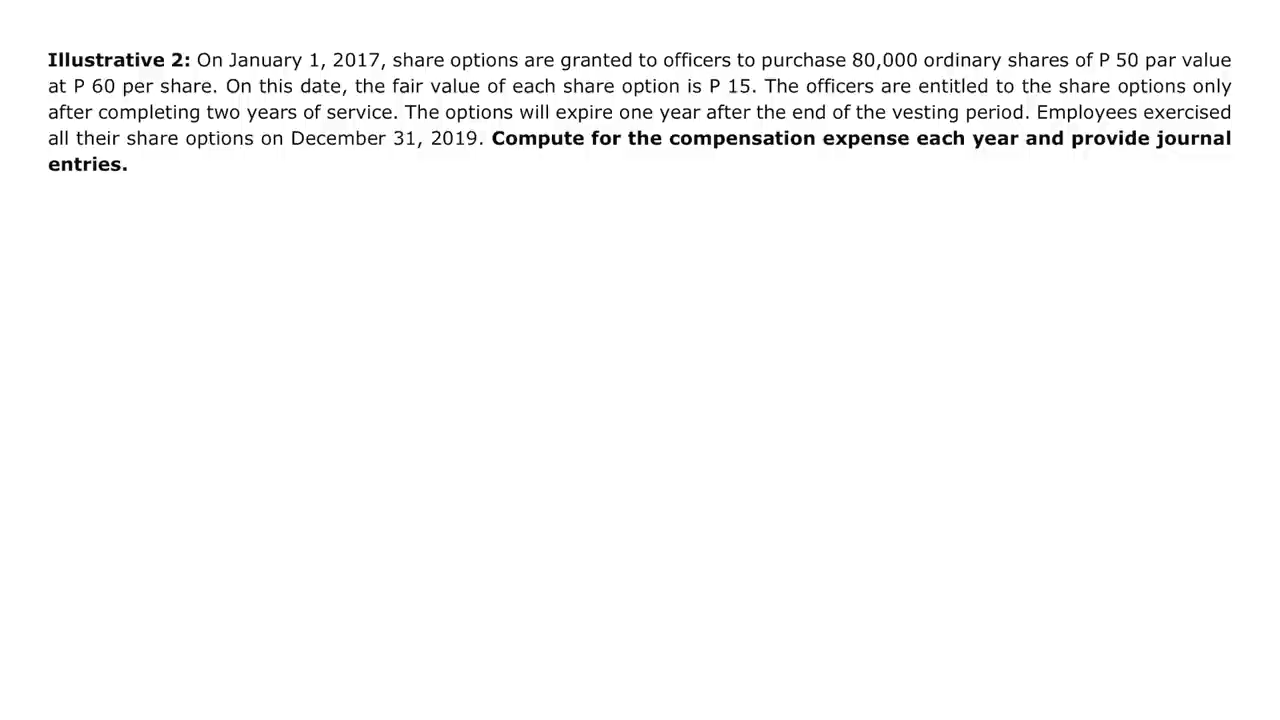 Illustrative 2: On January 1, 2017, share options are granted to officers to purchase 80,000 ordinary shares of P 50 par value
at P 60 per share. On this date, the fair value of each share option is P 15. The officers are entitled to the share options only
after completing two years of service. The options will expire one year after the end of the vesting period. Employees exercised
all their share options on December 31, 2019. Compute for the compensation expense each year and provide journal
entries.